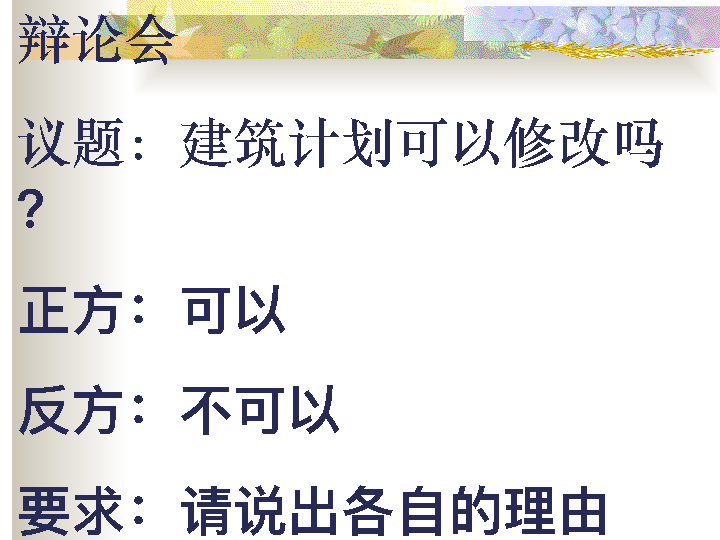 辩论会
议题：建筑计划可以修改吗
？
正方：可以
反方：不可以
要求：请说出各自的理由